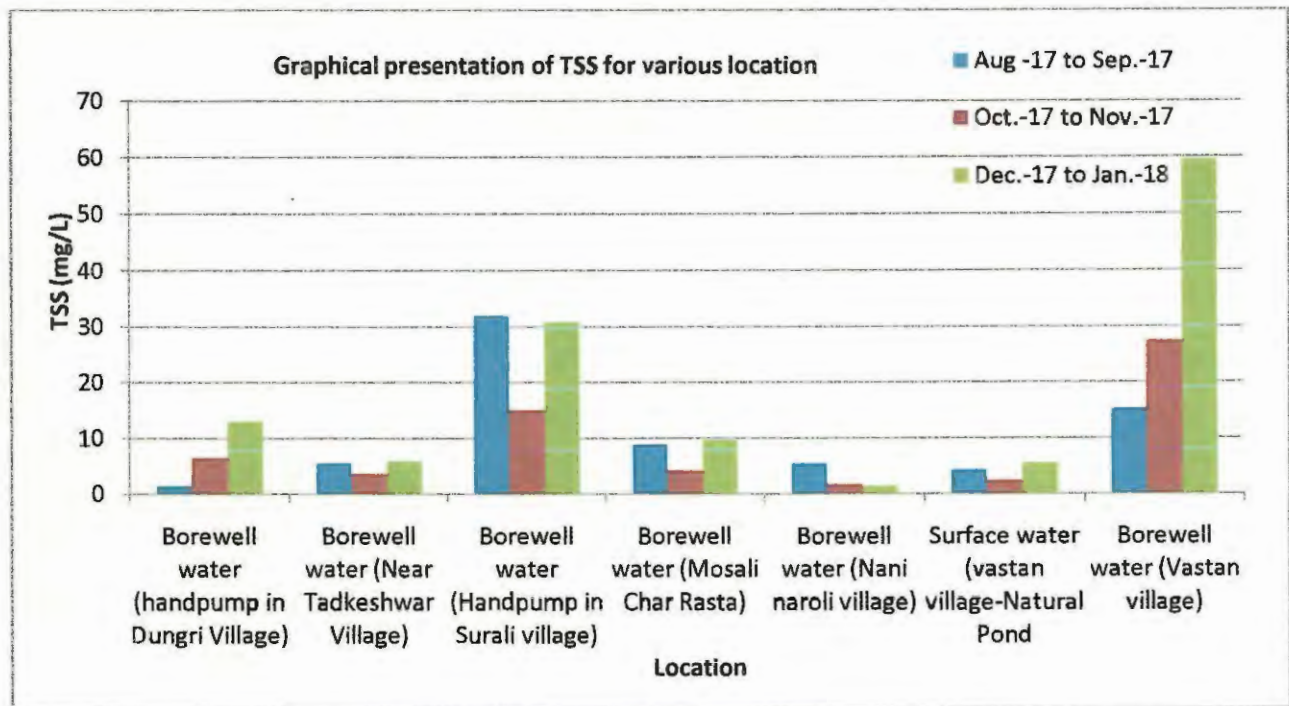 Graphical presentation of TSS for various location
Aug -17 to Sep.-17
Oct.-17 to Nov.-17
Dec.-17 to Jan.-18
TSS (mg/L)
70
60
50
40
30
20
10
0
Borewell
water
(handpump in
Dungri Village)
Borewell
water (Near
Tadkeshwar
Village)
Borewell
water
(Handpump in
Surali village)
Borewell
water (Mosali
Char Rasta)
Borewell
water (Nani
naroli village)
Surface water
(vastan
village-Natural
Pond
Borewell
water (Vastan
village)
Location